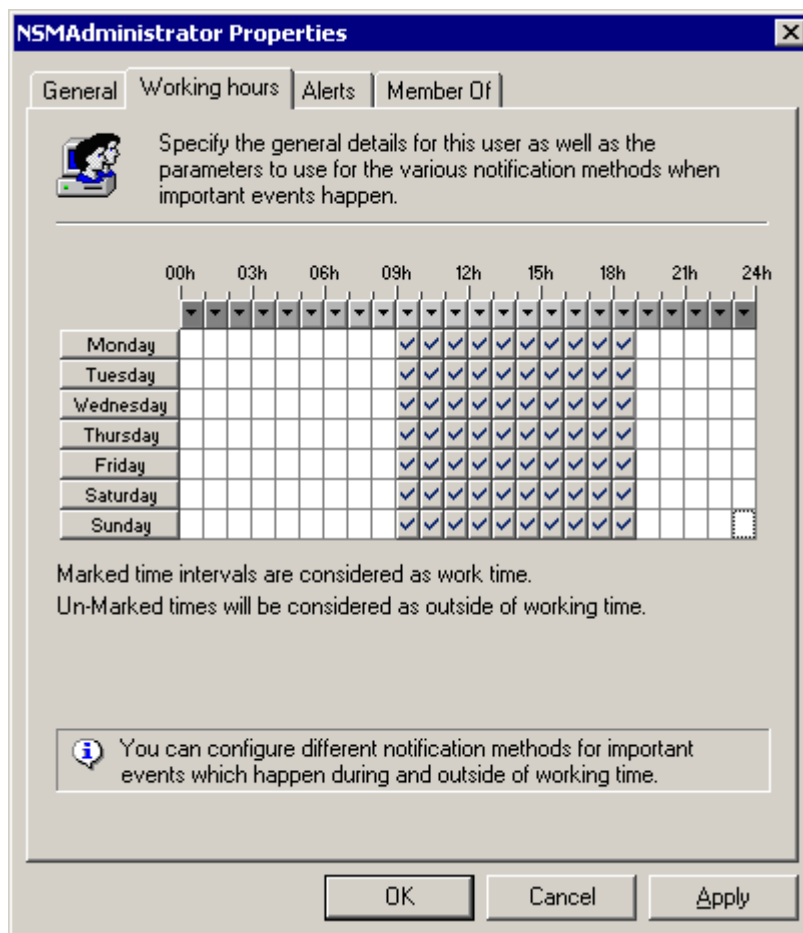 NSMAdministrator Properties
General Working hours Alerts Member Of
Specify the general details for this user as well as the
parameters to use for the various notification methods when
important events happen.
00h 03h 06h 09h 12h 15h 18h 21h 24h
Monday
Tuesday
Wednesday
Thursday
Friday
Saturday
Sunday
Marked time intervals are considered as work time.
Un-Marked times will be considered as outside of working time.
You can configure different notification methods for important
events which happen during and outside of working time.
OK Cancel Apply